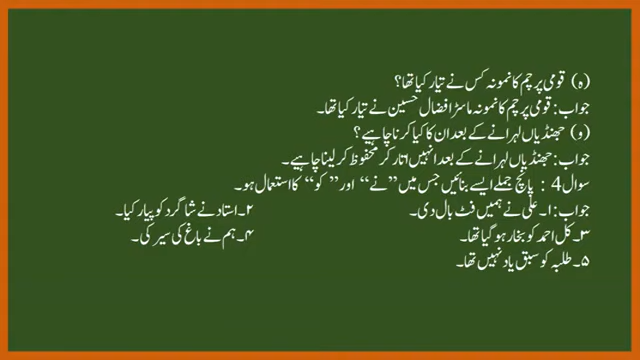 (ہ) قومی پرچم کا نمونہ کس نے تیار کیا تھا؟
جواب: قومی پرچم کا نمونہ ماسٹر افضال حسین نے تیار کیا تھا۔
(و) جھنڈیاں لہرانے کے بعد ان کا کیا کرنا چاہیے؟
جواب: جھنڈیاں لہرانے کے بعد انہیں اتار کر محفوظ کر لینا چاہیے۔
سوال 4: پانچ جملے ایسے بنائیں جس میں ”نے“ اور ”کو“ کا استعمال ہو۔
جواب: ۱۔ علی نے ہمیں فٹ بال دی۔ ۲۔ استاد نے شاگرد کو پیار کیا۔
۳۔ کل احمد کو بخار ہو گیا تھا۔ ۴۔ ہم نے باغ کی سیر کی۔
۵۔ طلبہ کو سبق یاد نہیں تھا۔